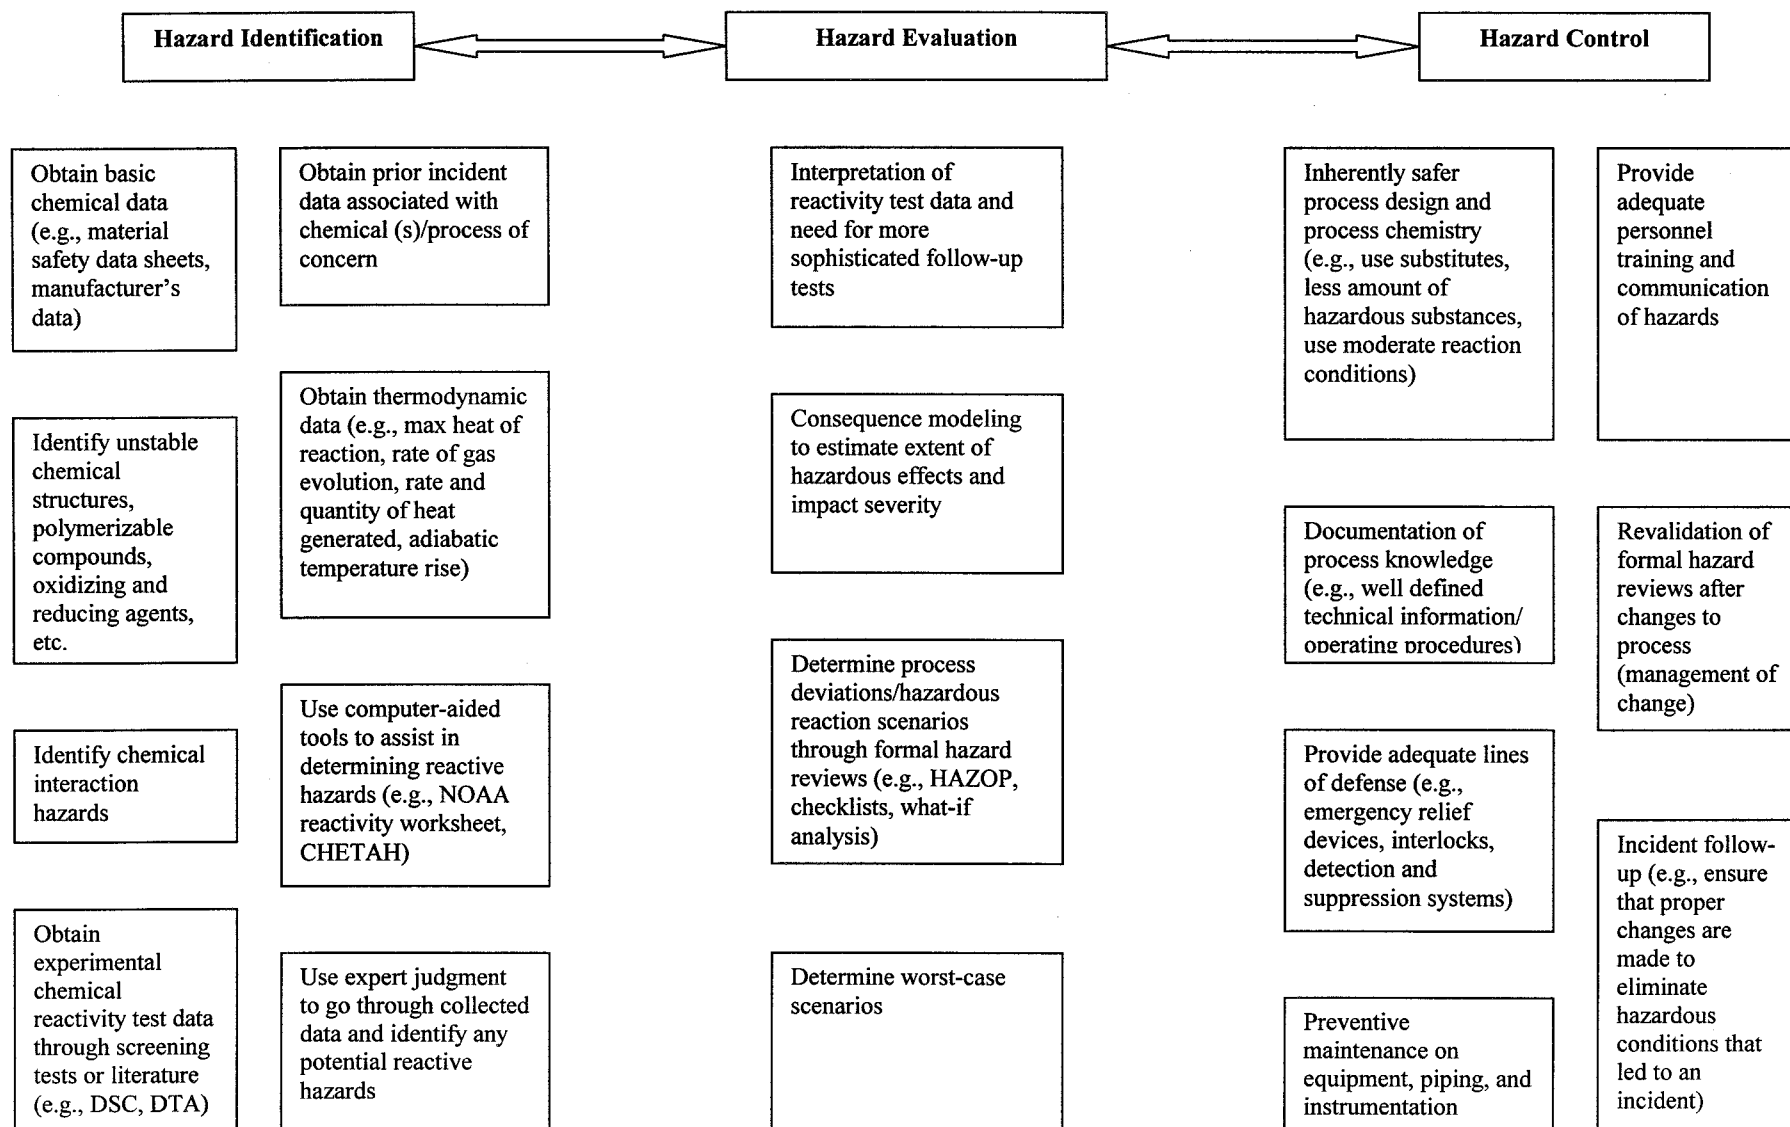 Hazard Identification
Hazard Evaluation
Hazard Control
Obtain basic
chemical data
(e.g., material
safety data sheets,
manufacturer's
data)
Identify unstable
chemical
structures,
polymerizable
compounds,
oxidizing and
reducing agents,
etc.
Identify chemical
interaction
hazards
Obtain
experimental
chemical
reactivity test data
through screening
tests or literature
(e.g., DSC, DTA)
Obtain prior incident
data associated with
chemical (s)/process of
concern
Obtain thermodynamic
data (e.g., max heat of
reaction, rate of gas
evolution, rate and
quantity of heat
generated, adiabatic
temperature rise)
Use computer-aided
tools to assist in
determining reactive
hazards (e.g., NOAA
reactivity worksheet,
CHETAH)
Use expert judgment
to go through collected
data and identify any
potential reactive
hazards
Interpretation of
reactivity test data and
need for more
sophisticated follow-up
tests
Consequence modeling
to estimate extent of
hazardous effects and
impact severity
Determine process
deviations/hazardous
reaction scenarios
through formal hazard
reviews (e.g., HAZOP,
checklists, what-if
analysis)
Determine worst-case
scenarios
Inherently safer
process design and
process chemistry
(e.g., use substitutes,
less amount of
hazardous substances,
use moderate reaction
conditions)
Documentation of
process knowledge
(e.g., well defined
technical information/
operating procedures)
Provide adequate lines
of defense (e.g.,
emergency relief
devices, interlocks,
detection and
suppression systems)
Preventive
maintenance on
equipment, piping, and
instrumentation
Provide
adequate
personnel
training and
communication
of hazards
Revalidation of
formal hazard
reviews after
changes to
process
(management of
change)
Incident follow-
up (e.g., ensure
that proper
changes are
made to
eliminate
hazardous
conditions that
led to an
incident)